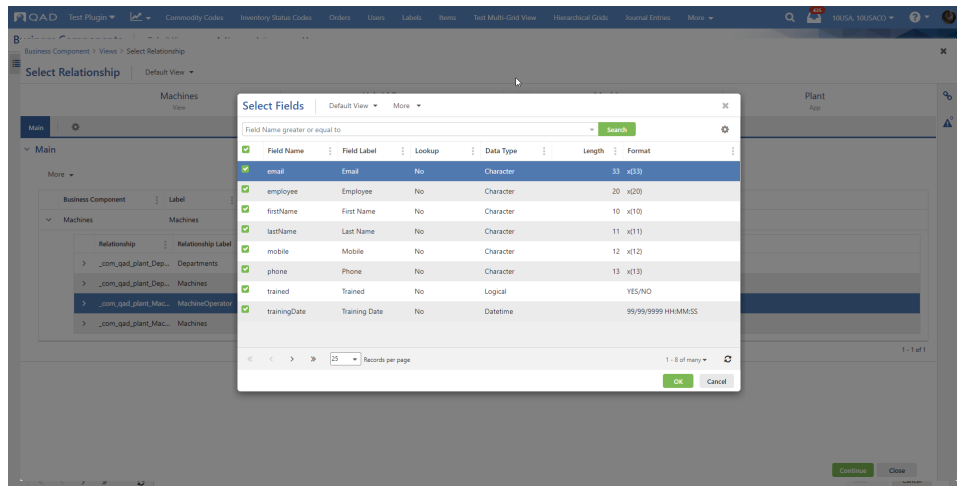 QAD Test Plugin Commodity Codes Inventory Status Codes Orders Users Labels Items Test Multi-Grid View Hierarchical Grids Journal Entries More 10USA, 10USACO
Business Component > Views > Select Relationship
Select Relationship Default View
Machines Plant
View App
Main
Main
More
Business Component Label
Machines Machines
Relationship Relationship Label
_com_qad_plant_Dep... Departments
_com_qad_plant_Dep... Machines
_com_qad_plant_Mac... MachineOperator
_com_qad_plant_Mac... Machines
1 - 1 of 1
Select Fields Default View More
Field Name greater or equal to Search
Field Name Field Label Lookup Data Type Length Format
email Email No Character 33 x(33)
employee Employee No Character 20 x(20)
firstName First Name No Character 10 x(10)
lastName Last Name No Character 11 x(11)
mobile Mobile No Character 12 x(12)
phone Phone No Character 13 x(13)
trained Trained No Logical YES/NO
trainingDate Training Date No Datetime 99/99/9999 HH:MM:SS
25 Records per page 1 - 8 of many
OK Cancel
Continue Close